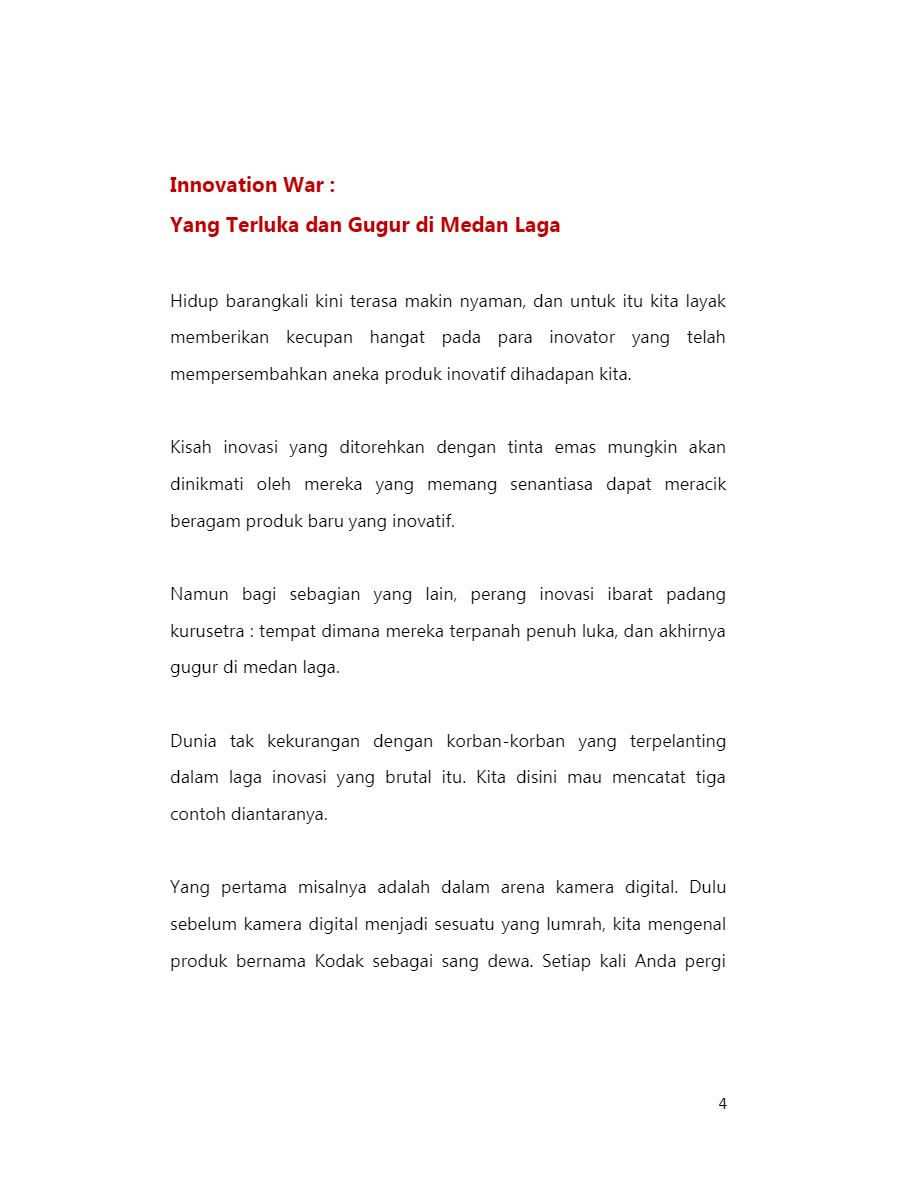 Innovation War :
Yang Terluka dan Gugur di Medan Laga
Hidup barangkali kini terasa makin nyaman, dan untuk itu kita layak
memberikan kecupan hangat pada para inovator yang telah
mempersembahkan aneka produk inovatif dihadapan kita.
Kisah inovasi yang ditorehkan dengan tinta emas mungkin akan
dinikmati oleh mereka yang memang senantiasa dapat meracik
beragam produk baru yang inovatif.
Namun bagi sebagian yang lain, perang inovasi ibarat padang
kurusetra : tempat dimana mereka terpanah penuh luka, dan akhirnya
gugur di medan laga.
Dunia tak kekurangan dengan korban-korban yang terpelanting
dalam laga inovasi yang brutal itu. Kita disini mau mencatat tiga
contoh diantaranya.
Yang pertama misalnya adalah dalam arena kamera digital. Dulu
sebelum kamera digital menjadi sesuatu yang lumrah, kita mengenal
produk bernama Kodak sebagai sang dewa. Setiap kali Anda pergi
4